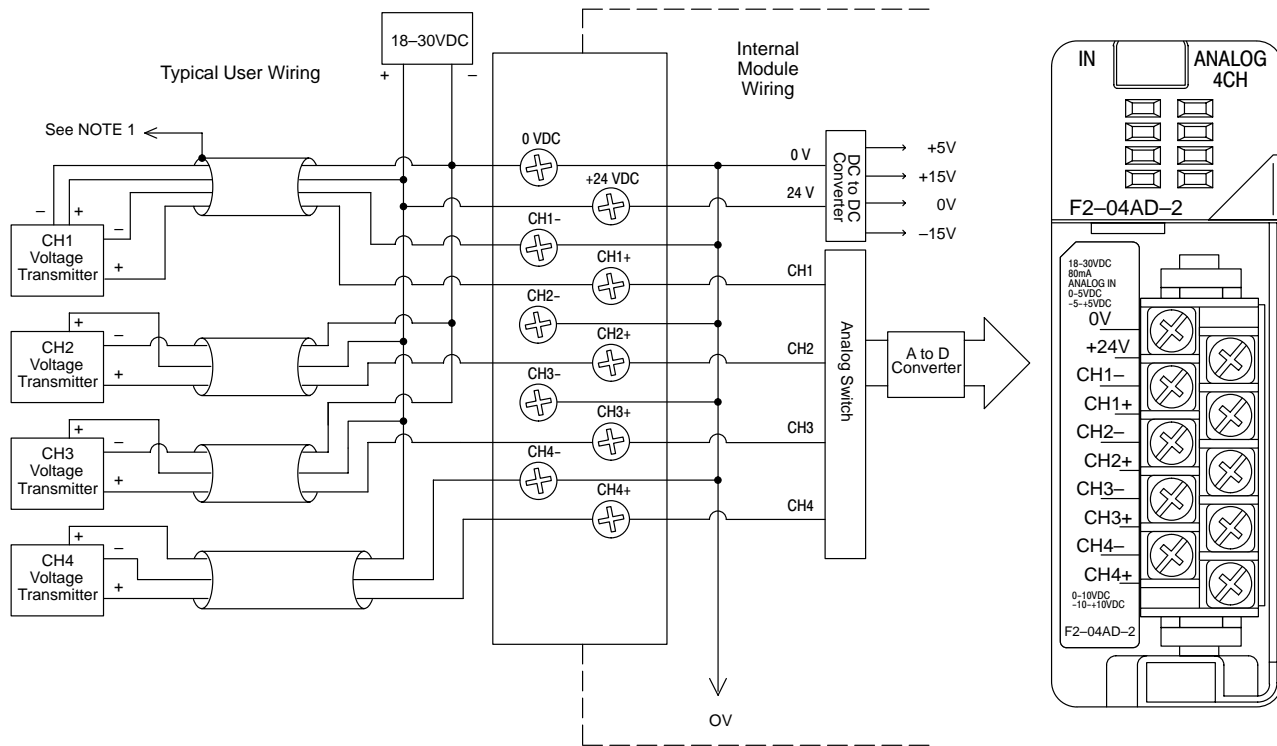 18–30VDC
+
–
Typical User Wiring
Internal
Module
Wiring
See NOTE 1
0 VDC
+24 VDC
CH1-
CH1+
CH2-
CH2+
CH3-
CH3+
CH4-
CH4+
–
+
–
+
CH1
Voltage
Transmitter
+
–
+
CH2
Voltage
Transmitter
+
–
+
CH3
Voltage
Transmitter
+
–
+
CH4
Voltage
Transmitter
0 V
24 V
CH1
CH2
CH3
CH4
DC to DC
Converter
+5V
+15V
0V
–15V
Analog Switch
A to D
Converter
OV
IN
ANALOG
4CH
F2–04AD–2
18-30VDC
80mA
ANALOG IN
0-5VDC
-5-+5VDC
0V
+24V
CH1–
CH1+
CH2–
CH2+
CH3–
CH3+
CH4–
CH4+
0-10VDC
-10-+10VDC
F2–04AD–2